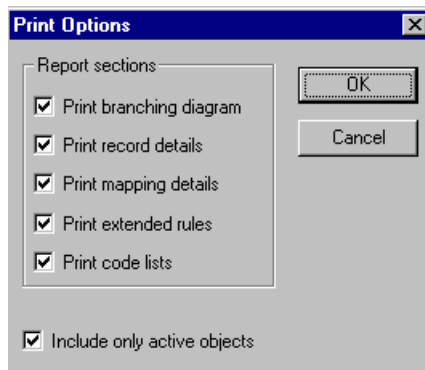 Print Options
Report sections
Print branching diagram
Print record details
Print mapping details
Print extended rules
Print code lists
Include only active objects
OK
Cancel